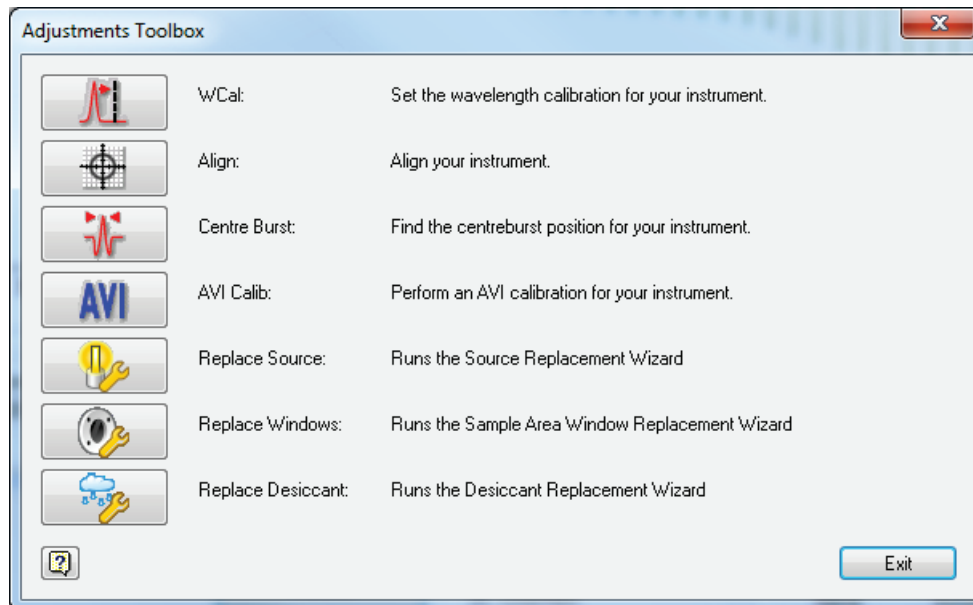 Adjustments Toolbox
WCal: Set the wavelength calibration for your instrument.
Align: Align your instrument.
Centre Burst: Find the centreburst position for your instrument.
AVI
AVI Calib: Perform an AVI calibration for your instrument.
Replace Source: Runs the Source Replacement Wizard
Replace Windows: Runs the Sample Area Window Replacement Wizard
Replace Desiccant: Runs the Desiccant Replacement Wizard
?
Exit